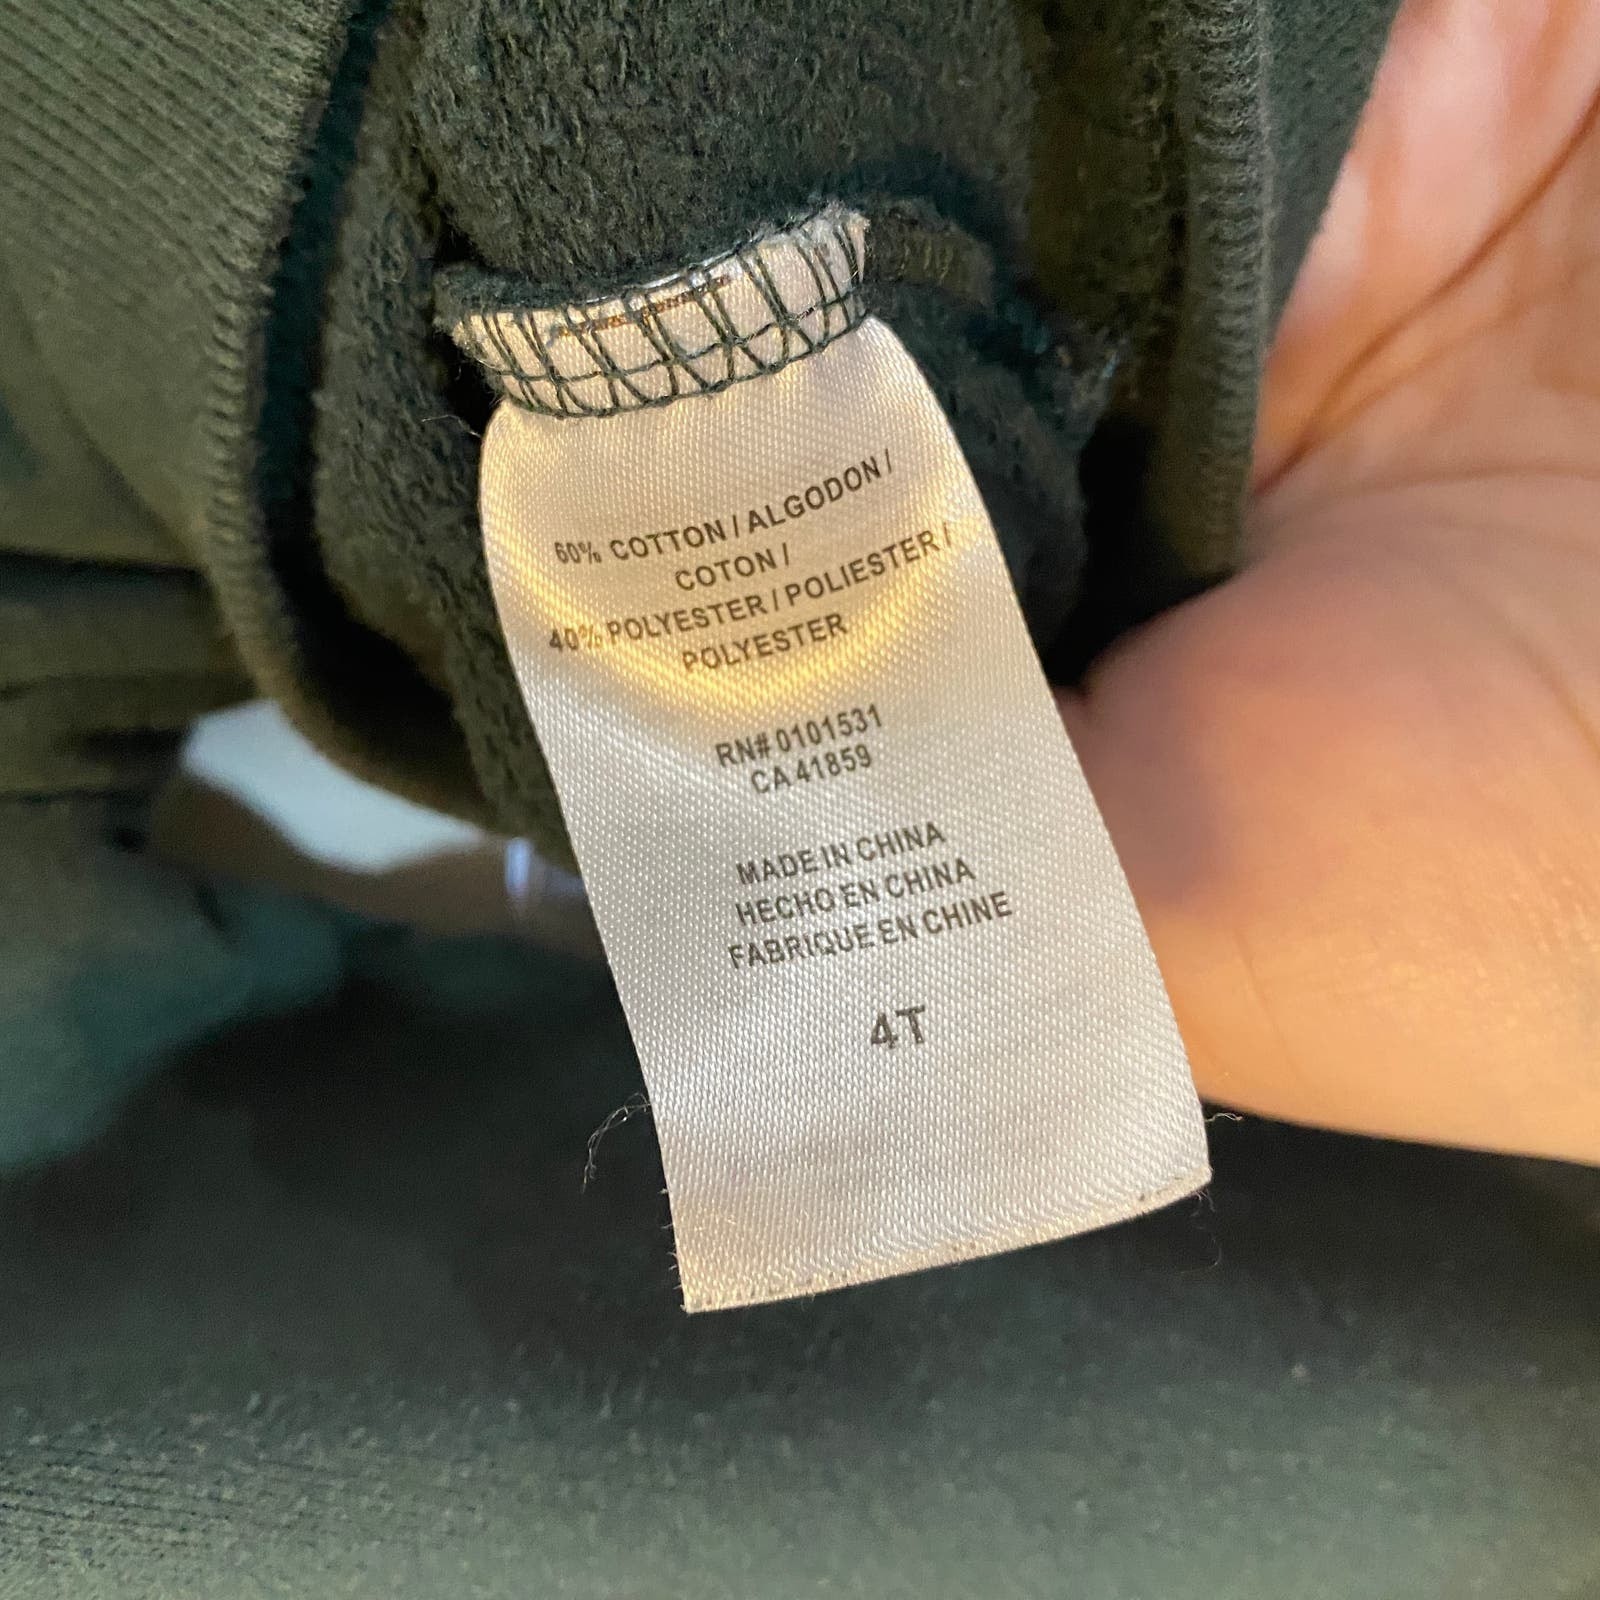 60% COTTON / ALGODON /
COTON /
40% POLYESTER / POLIESTER /
POLYESTER
RN# 0101531
CA 41859
MADE IN CHINA
HECHO EN CHINA
FABRIQUE EN CHINE
4T